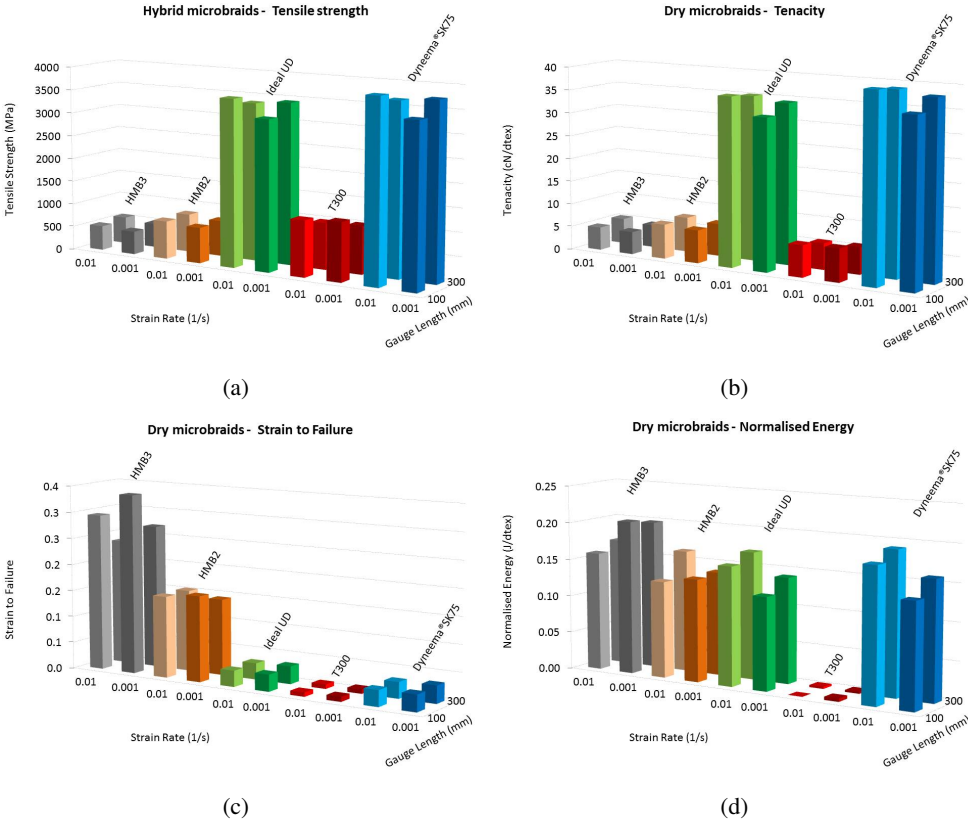 Hybrid microbraids - Tensile strength
Tensile Strength (MPa)
4000
3500
3000
2500
2000
1500
1000
500
0
HMB3
HMB2
Ideal UD
T300
Dyneema®SK75
0.01
0.001
0.01
0.001
0.01
0.001
0.01
0.001
0.01
0.001
100
300
Strain Rate (1/s)
Gauge Length (mm)
(a)
Dry microbraids - Tenacity
Tenacity (cN/dtex)
40
35
30
25
20
15
10
5
0
HMB3
HMB2
Ideal UD
T300
Dyneema®SK75
0.01
0.001
0.01
0.001
0.01
0.001
0.01
0.001
0.01
0.001
100
300
Strain Rate (1/s)
Gauge Length (mm)
(b)
Dry microbraids - Strain to Failure
Strain to Failure
0.4
0.3
0.3
0.2
0.2
0.1
0.1
0.0
HMB3
HMB2
Ideal UD
T300
Dyneema®SK75
0.01
0.001
0.01
0.001
0.01
0.001
0.01
0.001
0.01
0.001
100
300
Strain Rate (1/s)
Gauge Length (mm)
(c)
Dry microbraids - Normalised Energy
Normalised Energy (J/dtex)
0.25
0.20
0.15
0.10
0.05
0.00
HMB3
HMB2
Ideal UD
T300
Dyneema®SK75
0.01
0.001
0.01
0.001
0.01
0.001
0.01
0.001
0.01
0.001
100
300
Strain Rate (1/s)
Gauge Length (mm)
(d)